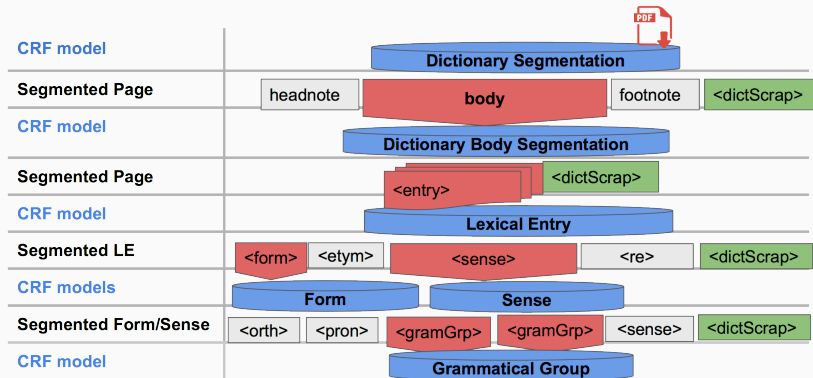 PDF
CRF model
Dictionary Segmentation
Segmented Page
headnote
body
footnote
<dictScrap>
CRF model
Dictionary Body Segmentation
Segmented Page
<entry>
<dictScrap>
CRF model
Lexical Entry
Segmented LE
<form>
<etym>
<sense>
<re>
<dictScrap>
CRF models
Form
Sense
Segmented Form/Sense
<orth>
<pron>
<gramGrp>
<gramGrp>
<sense>
<dictScrap>
CRF model
Grammatical Group